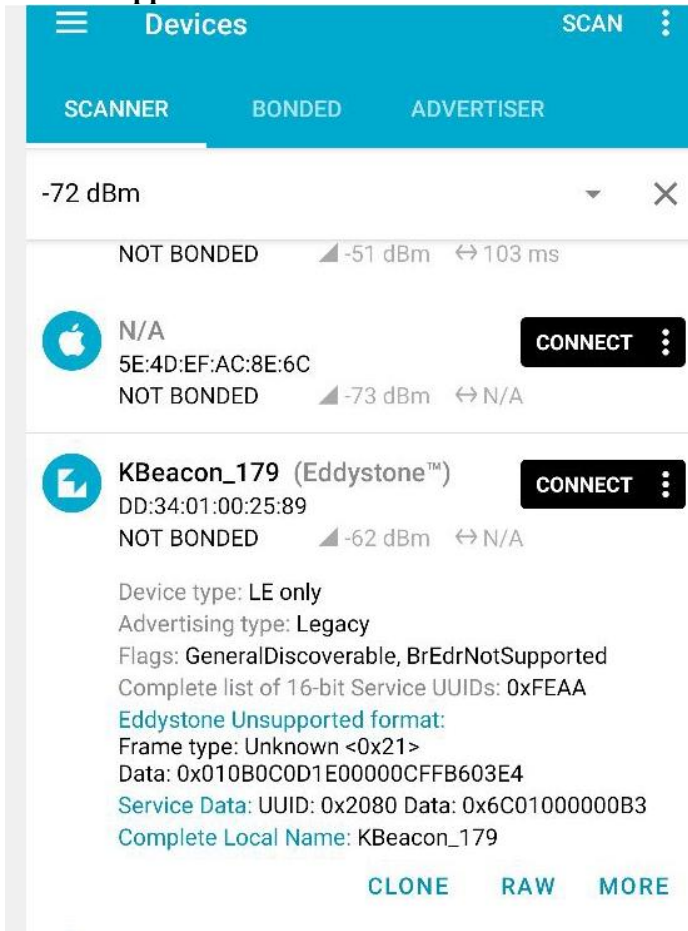 Devices
SCAN
SCANNER
BONDED
ADVERTISER
-72 dBm
NOT BONDED -51 dBm 103 ms
N/A
CONNECT
5E:4D:EF:AC:8E:6C
NOT BONDED -73 dBm N/A
KBeacon_179 (Eddystone™)
CONNECT
DD:34:01:00:25:89
NOT BONDED -62 dBm N/A
Device type: LE only
Advertising type: Legacy
Flags: GeneralDiscoverable, BrEdrNotSupported
Complete list of 16-bit Service UUIDs: 0xFEAA
Eddystone Unsupported format:
Frame type: Unknown <0x21>
Data: 0x010B0C0D1E00000CFFB603E4
Service Data: UUID: 0x2080 Data: 0x6C01000000B3
Complete Local Name: KBeacon_179
CLONE RAW MORE